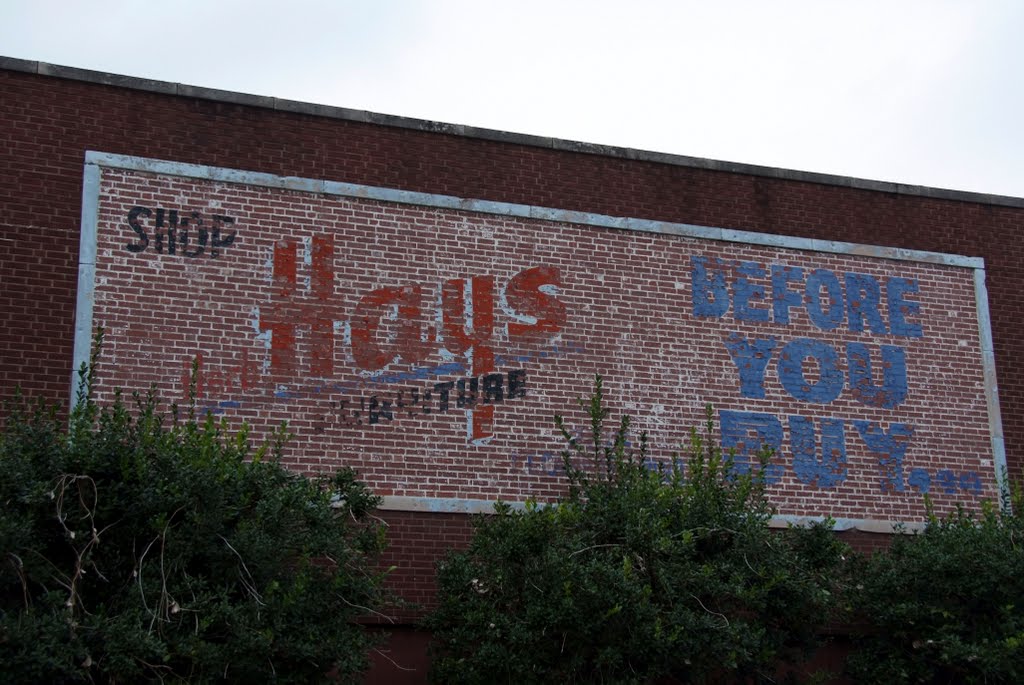 SHOP
Hays
FURNITURE
BEFORE
YOU
BUY....